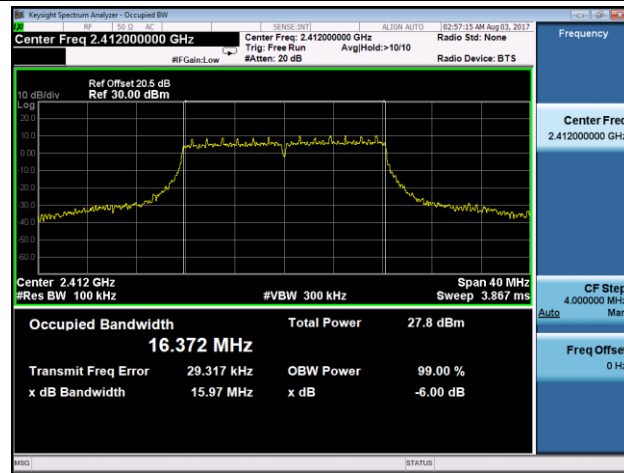 Keysight Spectrum Analyzer - Occupied BW
RF 50 Ω AC SENSE:INT ALIGN AUTO 02:57:15 AM Aug 03, 2017
Center Freq 2.412000000 GHz
Center Freq: 2.412000000 GHz
Radio Std: None
Trig: Free Run Avg|Hold:>10/10
#IFGain:Low
#Atten: 20 dB
Radio Device: BTS
Frequency
Ref Offset 20.5 dB
10 dB/div Ref 30.00 dBm
Log
20.0
10.0
0.00
-10.0
-20.0
-30.0
-40.0
-50.0
-60.0
Center Freq
2.412000000 GHz
Center 2.412 GHz Span 40 MHz
#Res BW 100 kHz #VBW 300 kHz Sweep 3.867 ms
CF Step
4.000000 MHz
Auto Man
Occupied Bandwidth Total Power 27.8 dBm
16.372 MHz
Transmit Freq Error 29.317 kHz OBW Power 99.00 %
x dB Bandwidth 15.97 MHz x dB -6.00 dB
Freq Offset
0 Hz
MSG STATUS